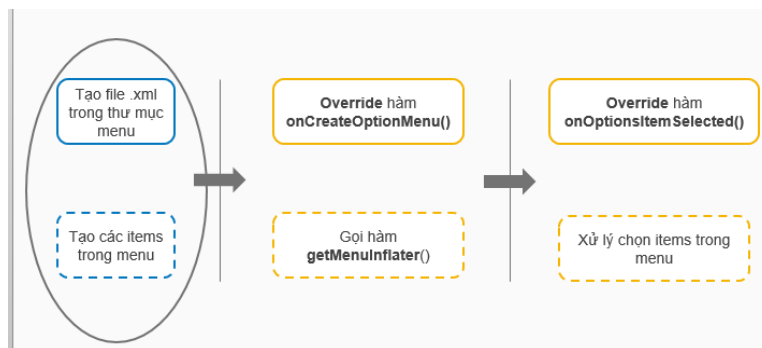 Tạo file .xml
trong thư mục
menu
Tạo các items
trong menu
Override hàm
onCreateOptionMenu()
Gọi hàm
getMenuInflater()
Override hàm
onOptionsItemSelected()
Xử lý chọn items trong
menu